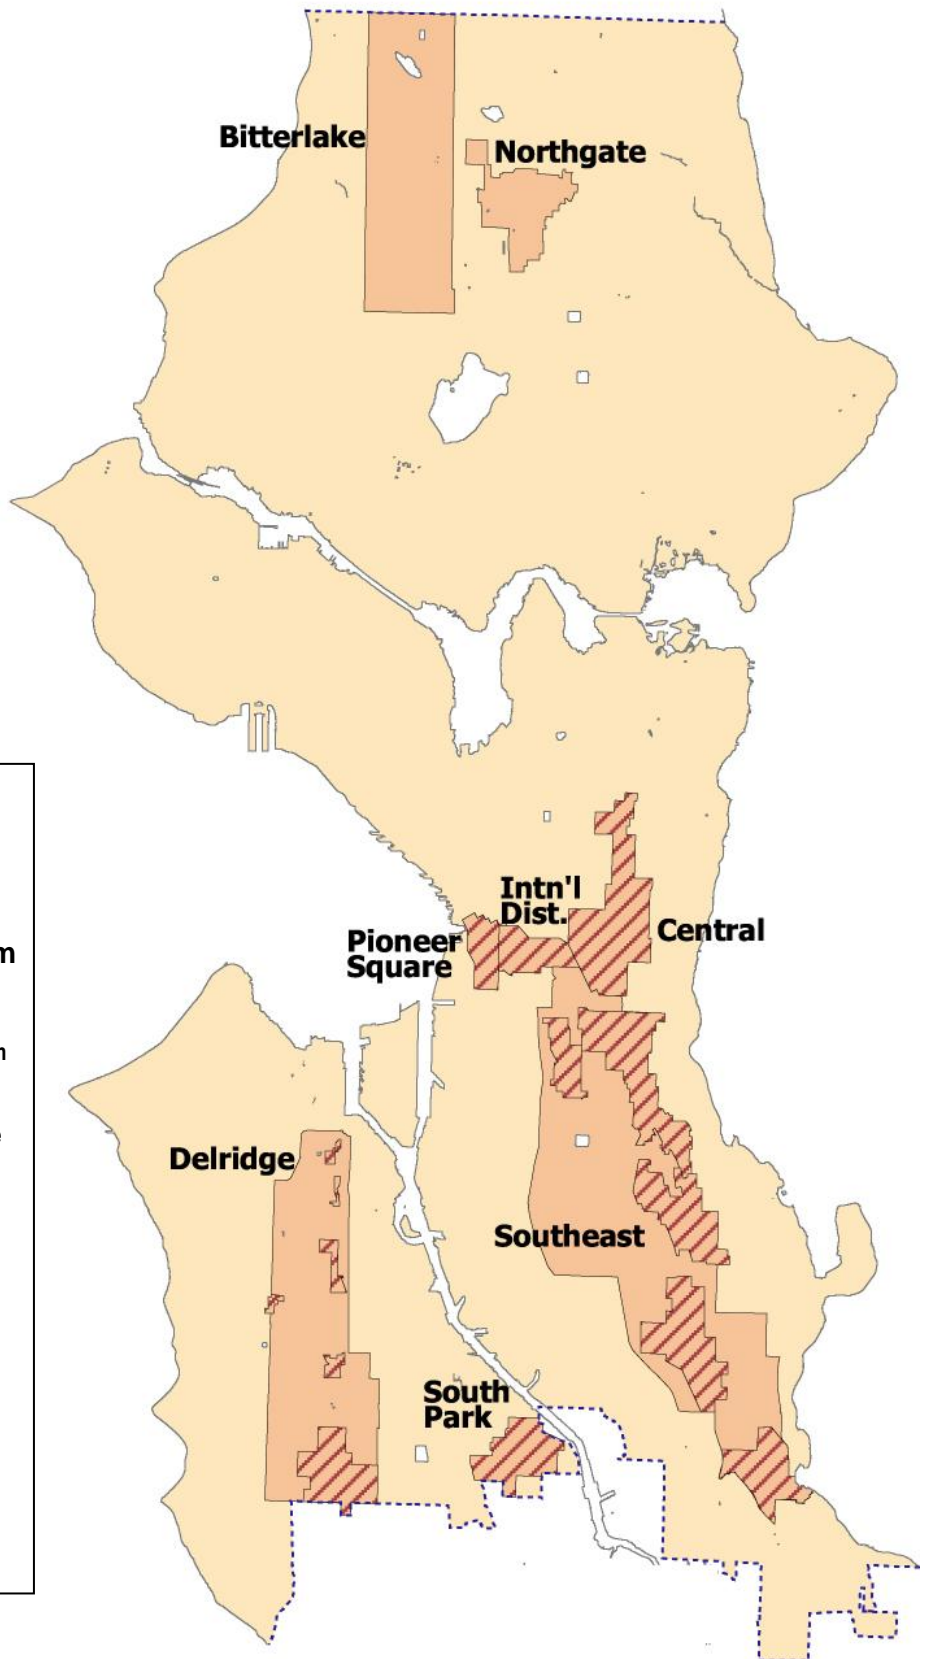 Bitterlake
Northgate
Intn'l
Dist.
Central
Pioneer
Square
Delridge
Southeast
South
Park